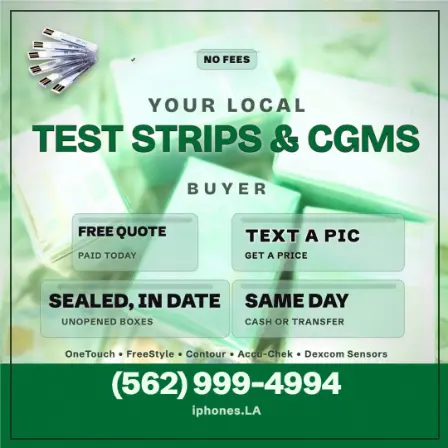 NO FEES
YOUR LOCAL
TEST STRIPS & CGMS
BUYER
FREE QUOTE
PAID TODAY
TEXT A PIC
GET A PRICE
SEALED, IN DATE
UNOPENED BOXES
SAME DAY
CASH OR TRANSFER
OneTouch • FreeStyle • Contour • Accu-Chek • Dexcom Sensors
(562) 999-4994
iphones.LA